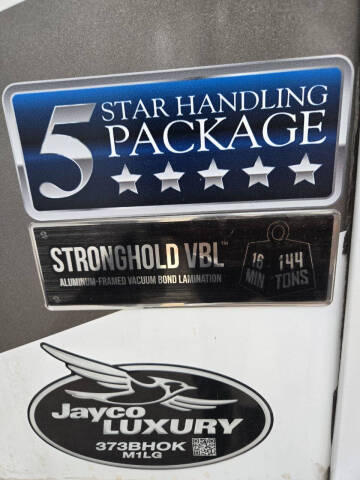 5 STAR HANDLING
PACKAGE
STRONGHOLD VBL™
ALUMINUM-FRAMED VACUUM BOND LAMINATION
16 144
MIN TONS
Jayco
LUXURY
373BHOK
M1LG